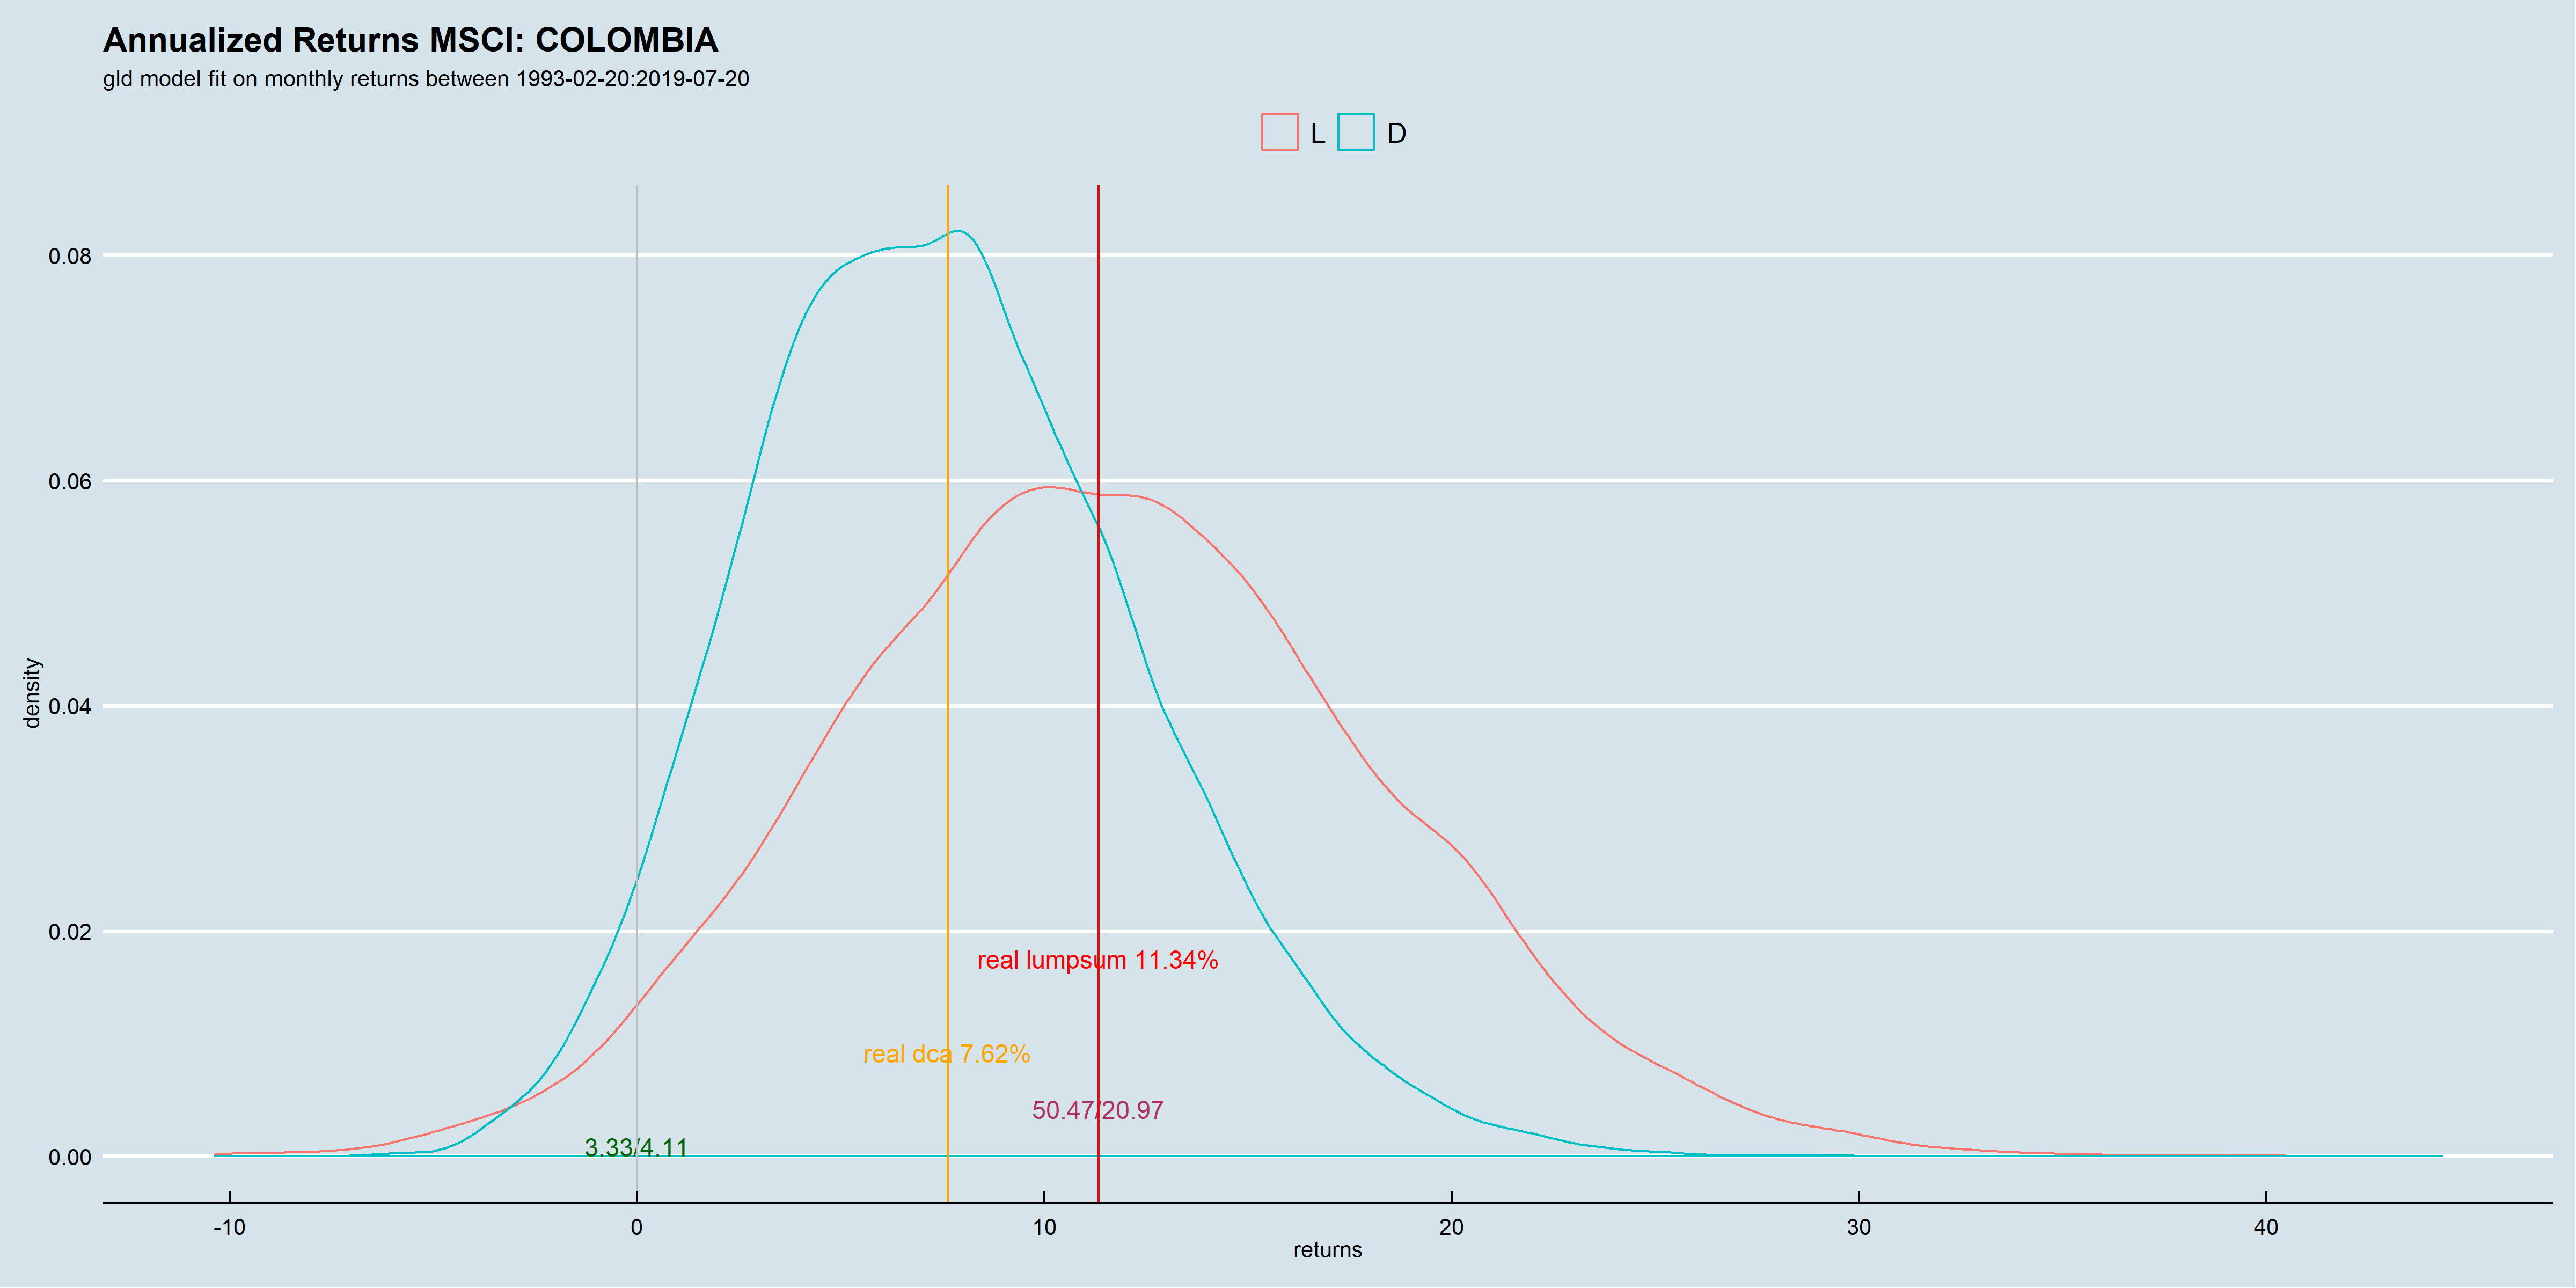 Annualized Returns MSCI: COLOMBIA
gld model fit on monthly returns between 1993-02-20:2019-07-20
L D
0.08
0.06
0.04
0.02
0.00
density
real lumpsum 11.34%
real dca 7.62%
50.47/20.97
3.33/4.11
-10 0 10 20 30 40
returns